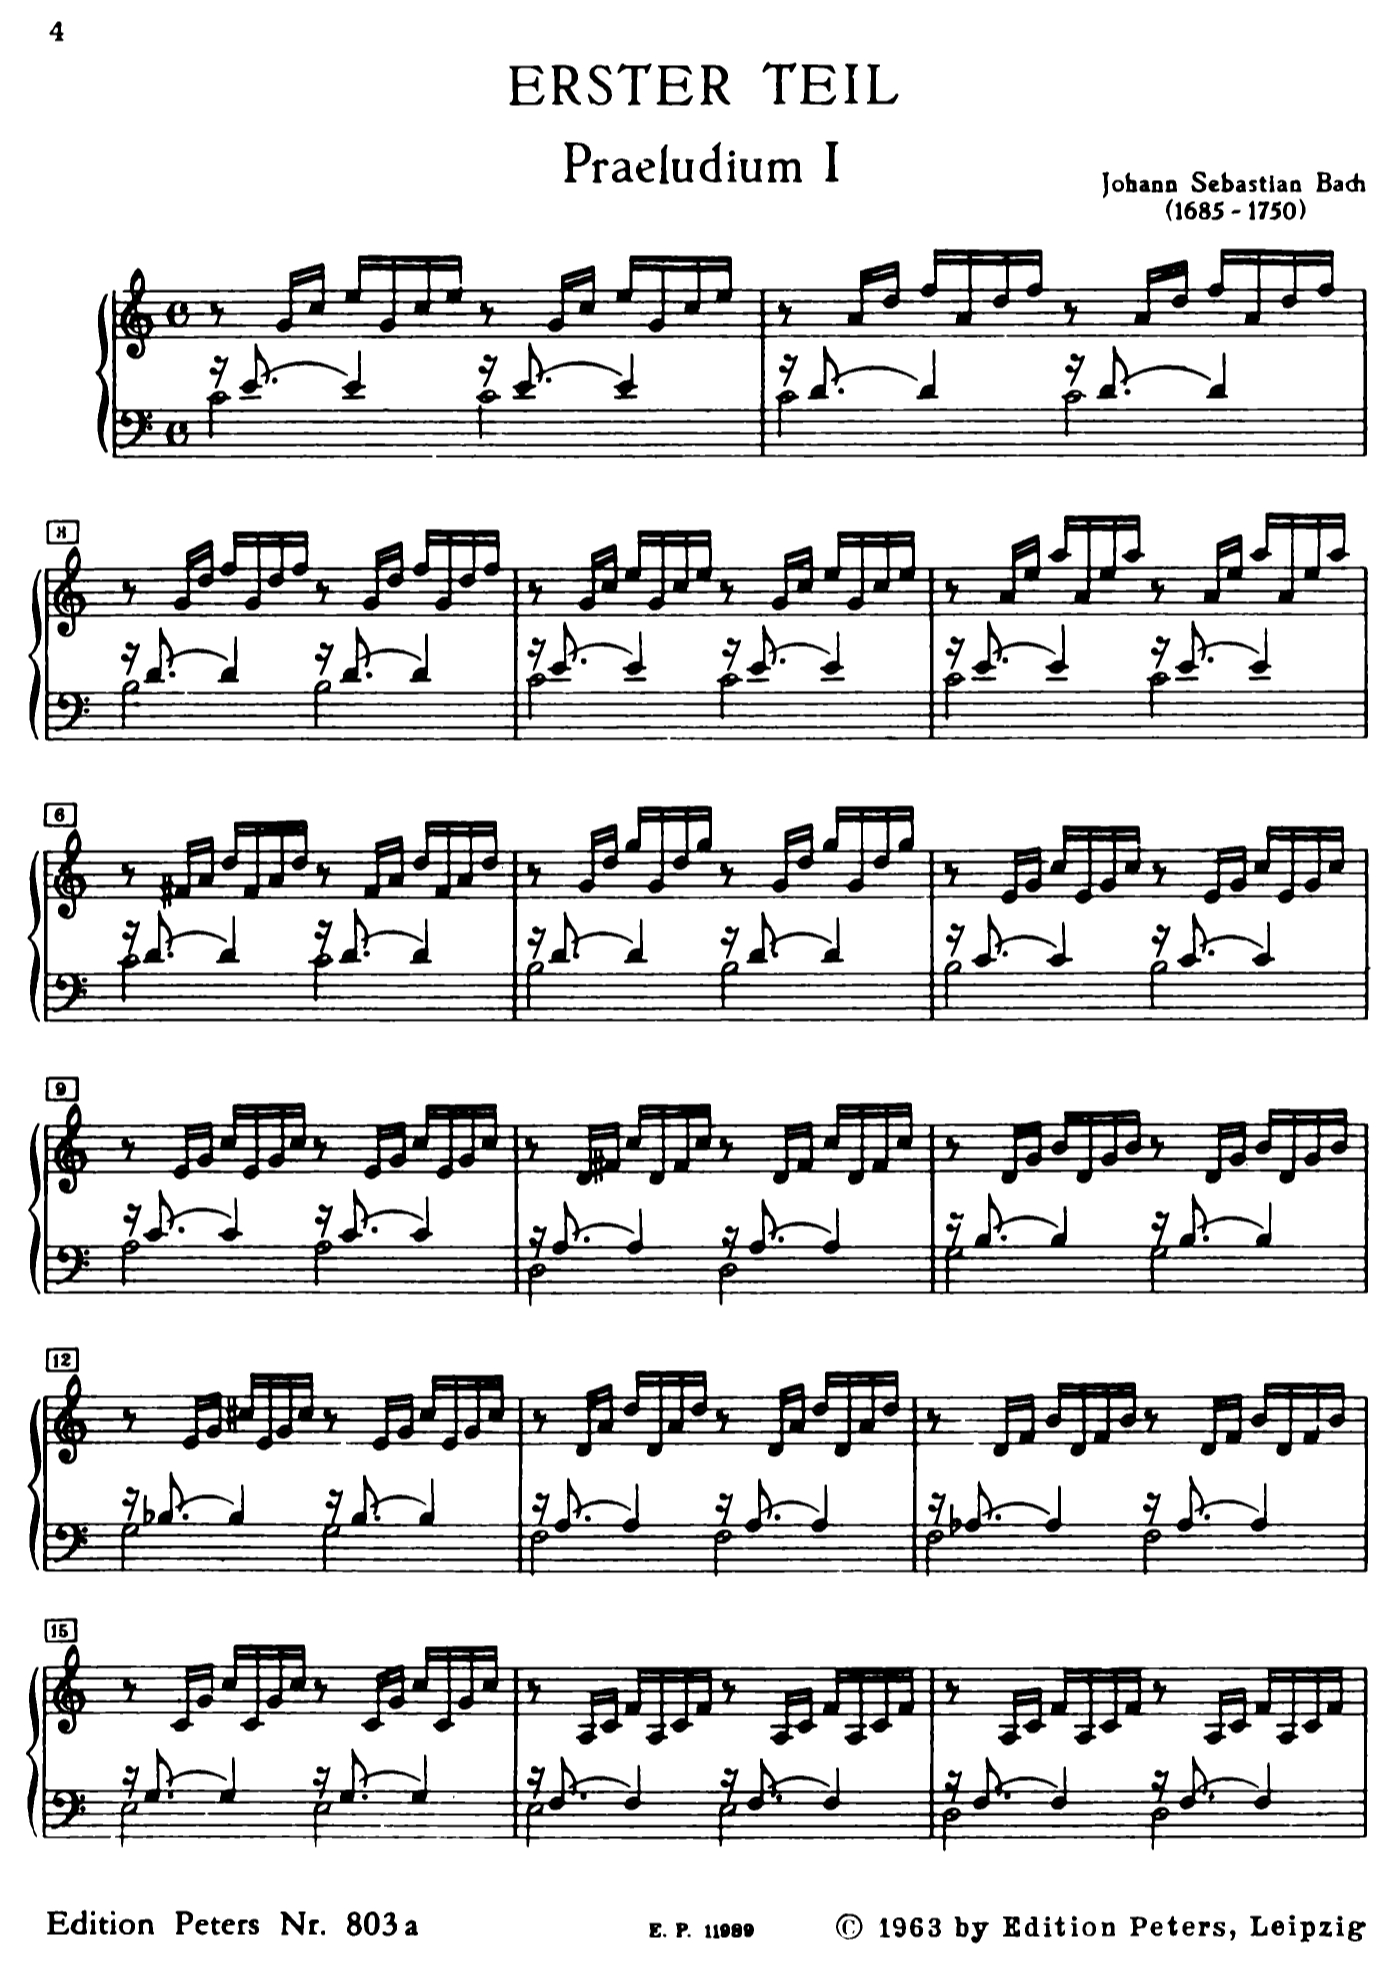 4
ERSTER TEIL
Praeludium I
Johann Sebastian Bach
(1685 - 1750)
6
9
12
15
Edition Peters Nr. 803a
E. P. 11989
© 1963 by Edition Peters, Leipzig